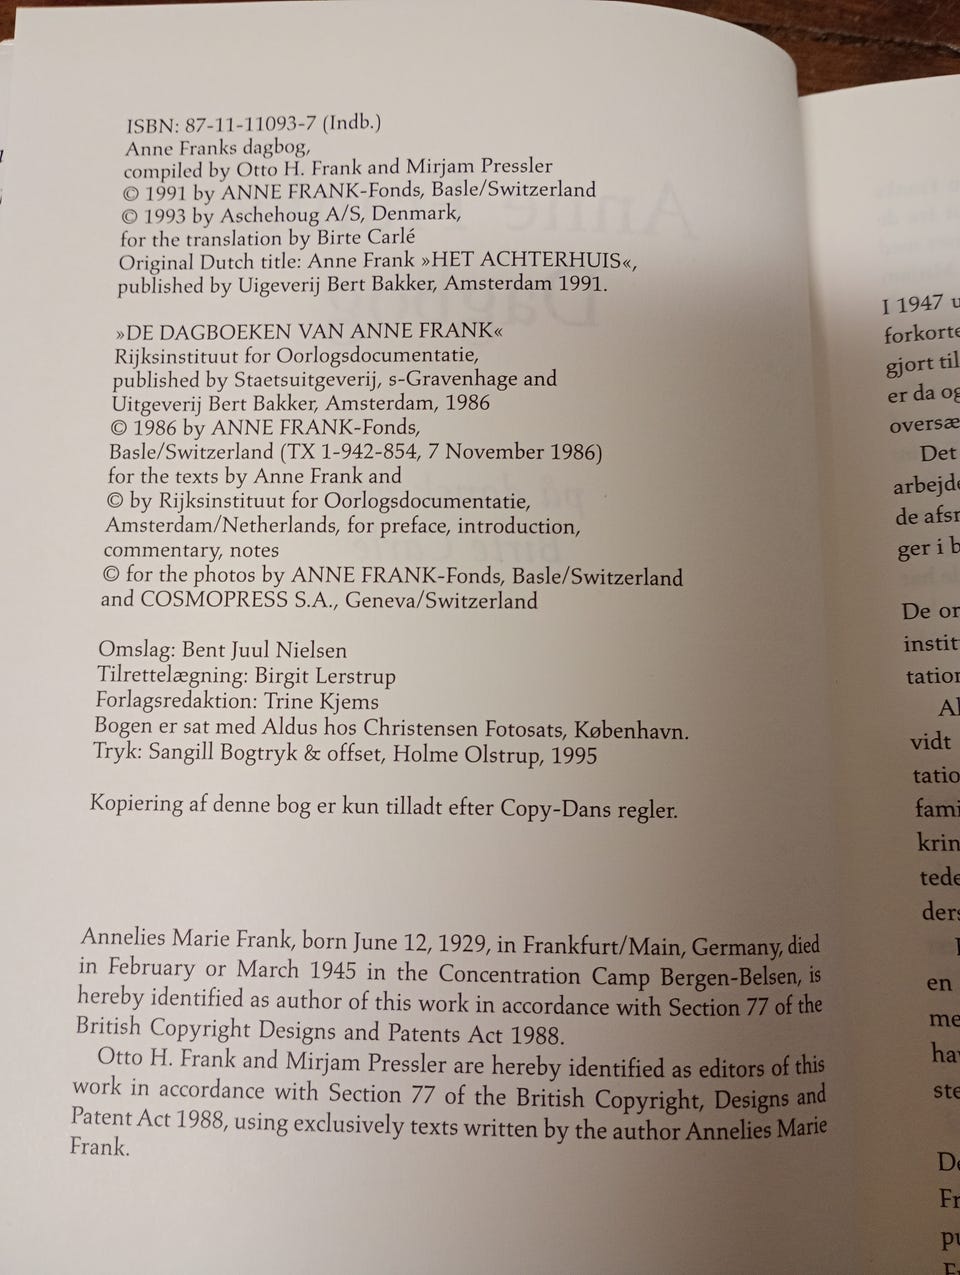 ISBN: 87-11-11093-7 (Indb.)
Anne Franks dagbog,
compiled by Otto H. Frank and Mirjam Pressler
© 1991 by ANNE FRANK-Fonds, Basle/Switzerland
© 1993 by Aschehoug A/S, Denmark,
for the translation by Birte Carlé
Original Dutch title: Anne Frank »HET ACHTERHUIS«,
published by Uigeverij Bert Bakker, Amsterdam 1991.
»DE DAGBOEKEN VAN ANNE FRANK«
Rijksinstituut for Oorlogsdocumentatie,
published by Staetsuitgeverij, s-Gravenhage and
Uitgeverij Bert Bakker, Amsterdam, 1986
© 1986 by ANNE FRANK-Fonds,
Basle/Switzerland (TX 1-942-854, 7 November 1986)
for the texts by Anne Frank and
© by Rijksinstituut for Oorlogsdocumentatie,
Amsterdam/Netherlands, for preface, introduction,
commentary, notes
© for the photos by ANNE FRANK-Fonds, Basle/Switzerland
and COSMOPRESS S.A., Geneva/Switzerland
Omslag: Bent Juul Nielsen
Tilrettelægning: Birgit Lerstrup
Forlagsredaktion: Trine Kjems
Bogen er sat med Aldus hos Christensen Fotosats, København.
Tryk: Sangill Bogtryk & offset, Holme Olstrup, 1995
Kopiering af denne bog er kun tilladt efter Copy-Dans regler.
Annelies Marie Frank, born June 12, 1929, in Frankfurt/Main, Germany, died
in February or March 1945 in the Concentration Camp Bergen-Belsen, is
hereby identified as author of this work in accordance with Section 77 of the
British Copyright Designs and Patents Act 1988.
Otto H. Frank and Mirjam Pressler are hereby identified as editors of this
work in accordance with Section 77 of the British Copyright, Designs and
Patent Act 1988, using exclusively texts written by the author Annelies Marie
Frank.
I 1947 u
forkorte
gjort til
er da og
oversæ
Det
arbejde
de afsr
ger i b
De or
instit
tation
Al
vidt
tatio
fami
krin
tede
ders
en
me
hav
ste
De
Fr
pu